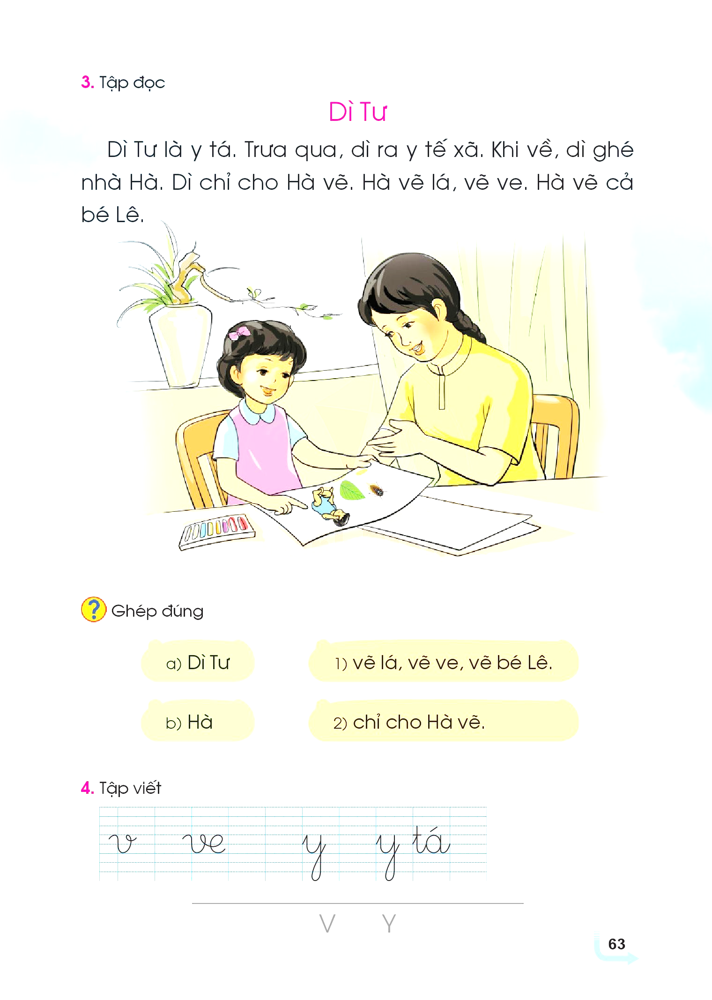 3. Tập đọc
Dì Tư
Dì Tư là y tá. Trưa qua, dì ra y tế xã. Khi về, dì ghé
nhà Hà. Dì chỉ cho Hà vẽ. Hà vẽ lá, vẽ ve. Hà vẽ cả
bé Lê.
? Ghép đúng
a) Dì Tư 1) vẽ lá, vẽ ve, vẽ bé Lê.
b) Hà 2) chỉ cho Hà vẽ.
4. Tập viết
v ve y y tá
V Y
63